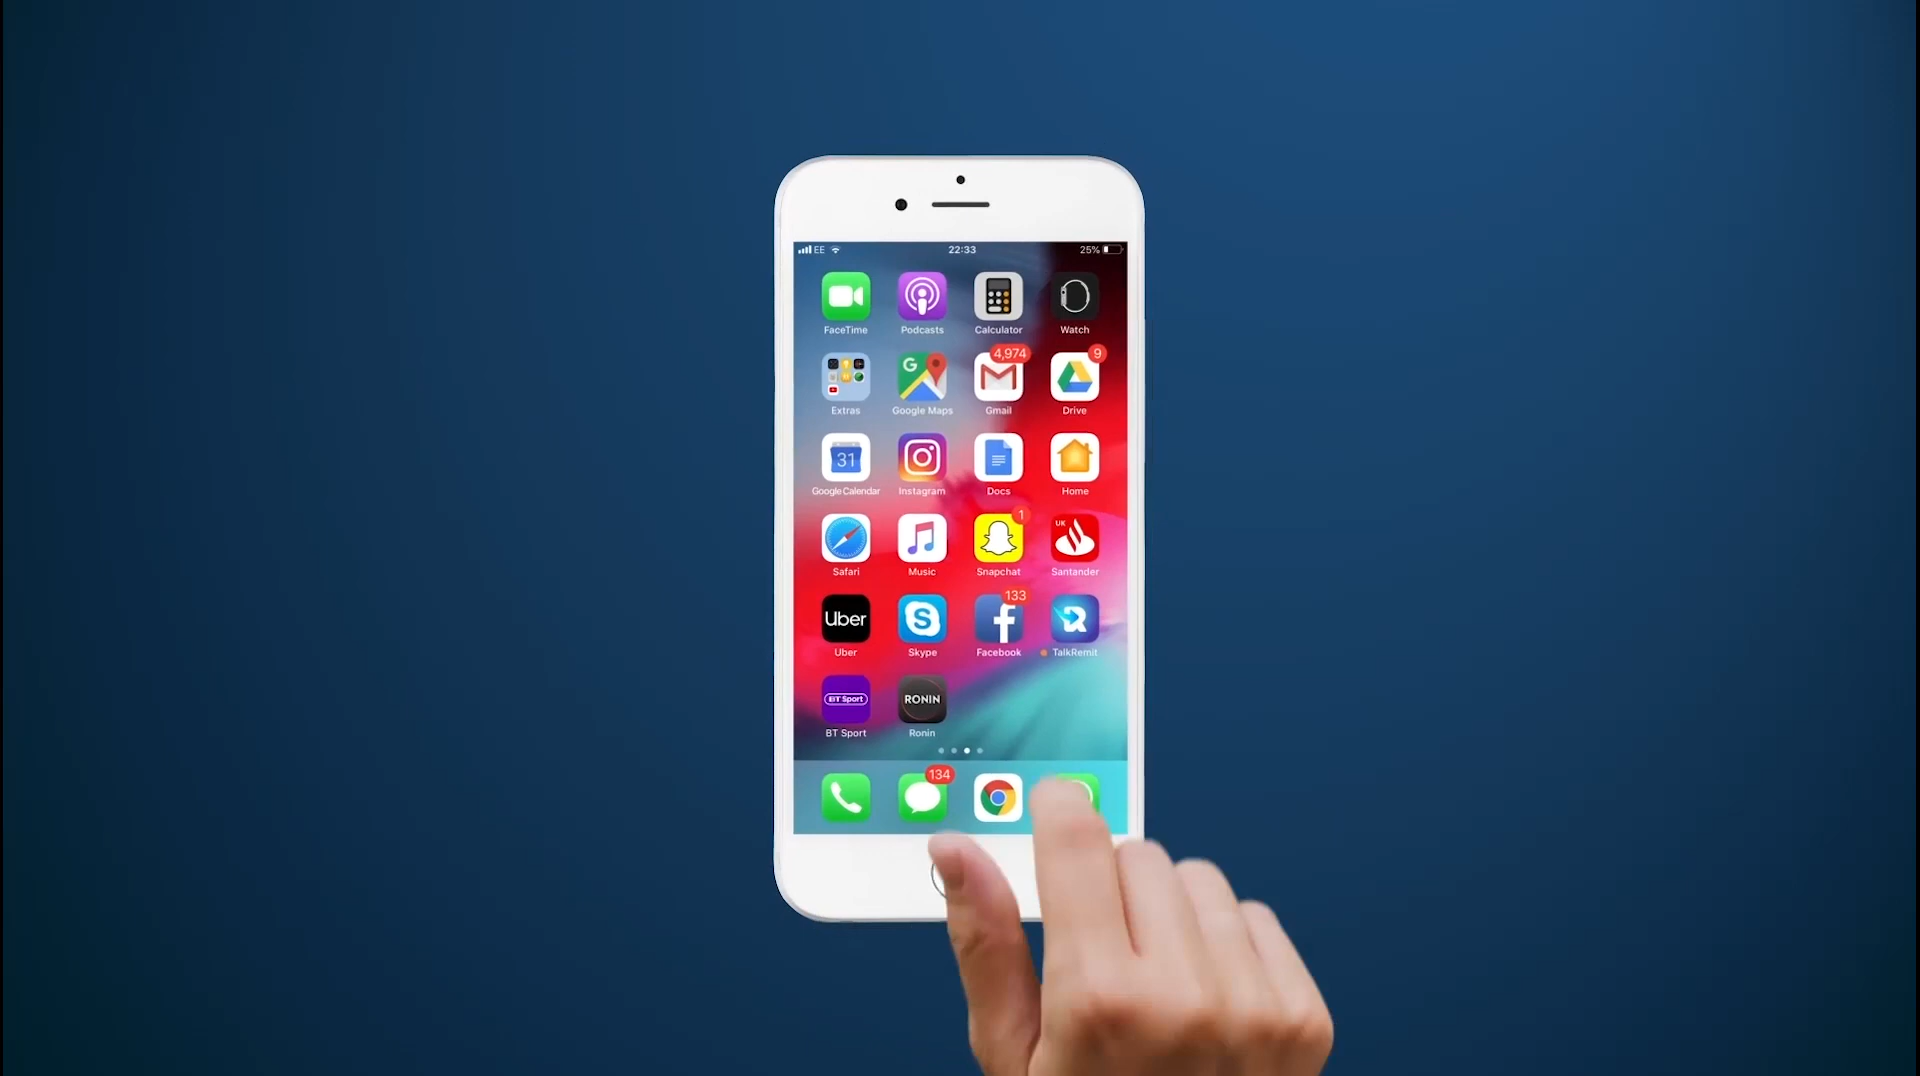 EE 22:33 25%
FaceTime Podcasts Calculator Watch
4,974 9
G
Extras Google Maps Gmail Drive
31
Google Calendar Instagram Docs Home
1
UK
Safari Music Snapchat Santander
133
Uber S f R
Uber Skype Facebook TalkRemit
BT Sport RONIN
BT Sport Ronin
134